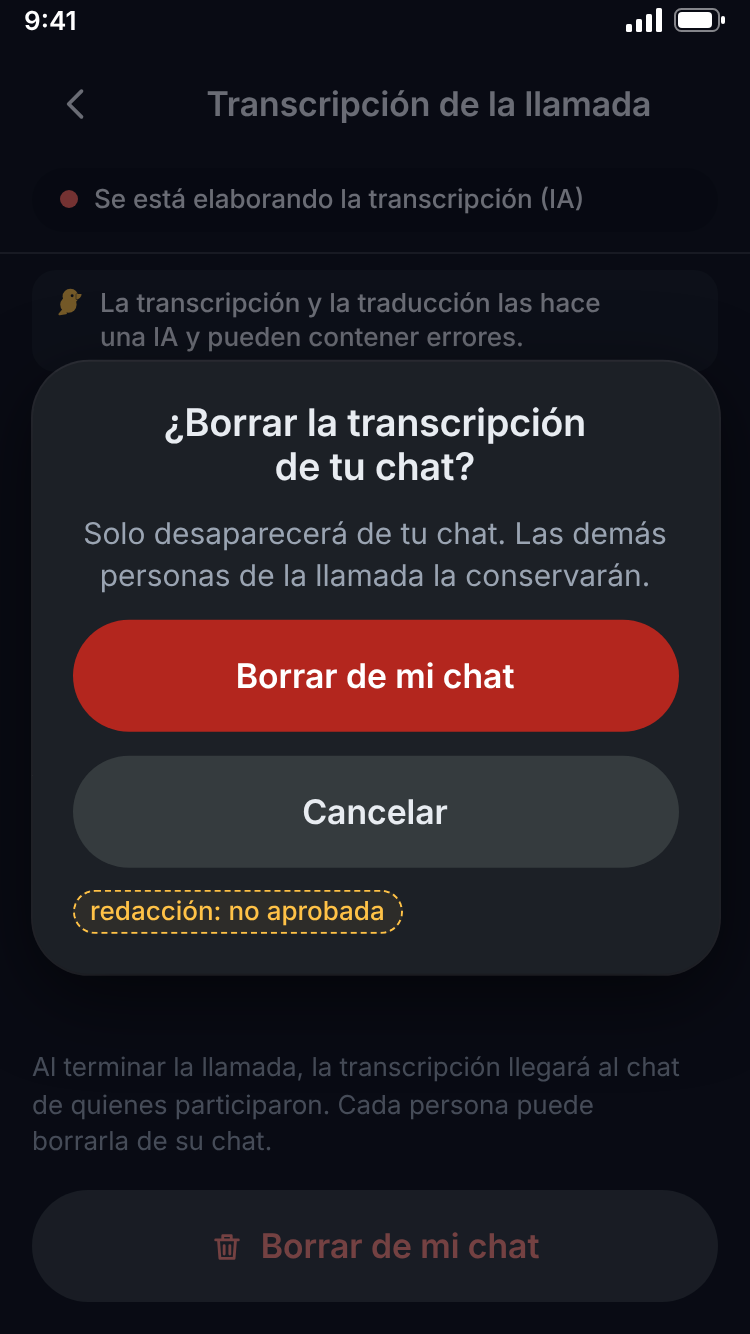 9:41
Transcripción de la llamada
Se está elaborando la transcripción (IA)
La transcripción y la traducción las hace
una IA y pueden contener errores.
¿Borrar la transcripción
de tu chat?
Solo desaparecerá de tu chat. Las demás
personas de la llamada la conservarán.
Borrar de mi chat
Cancelar
redacción: no aprobada
Al terminar la llamada, la transcripción llegará al chat
de quienes participaron. Cada persona puede
borrarla de su chat.
Borrar de mi chat